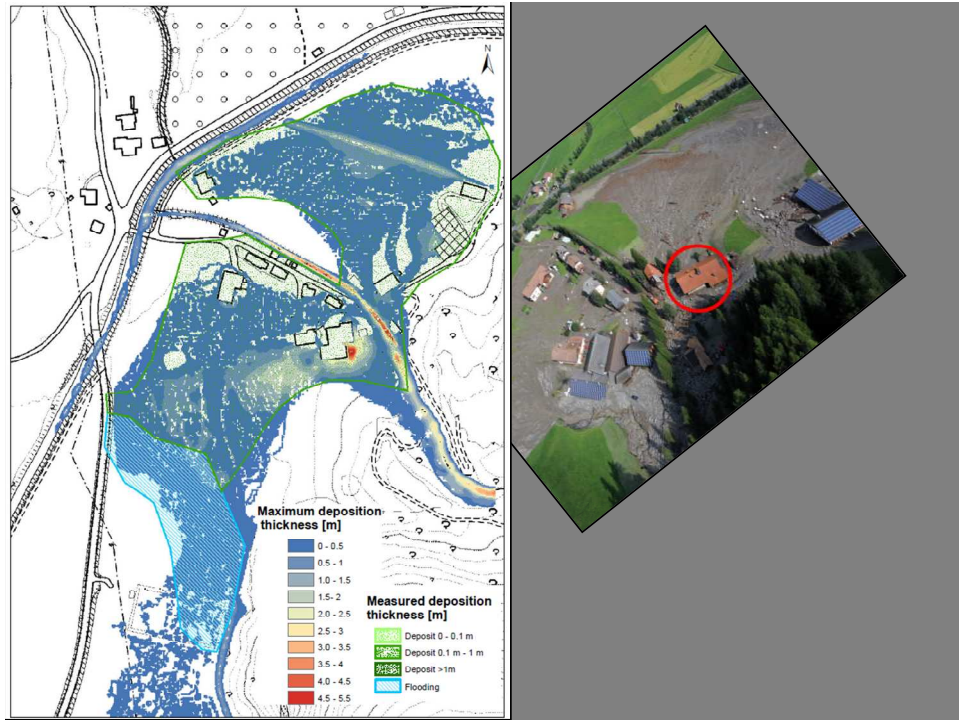 N
Maximum deposition
thickness [m]
0 - 0.5
0.5 - 1
1.0 - 1.5
1.5- 2
2.0 - 2.5
2.5 - 3
3.0 - 3.5
3.5 - 4
4.0 - 4.5
4.5 - 5.5
Measured deposition
thickness [m]
Deposit 0 - 0.1 m
Deposit 0.1 m - 1 m
Deposit >1m
Flooding